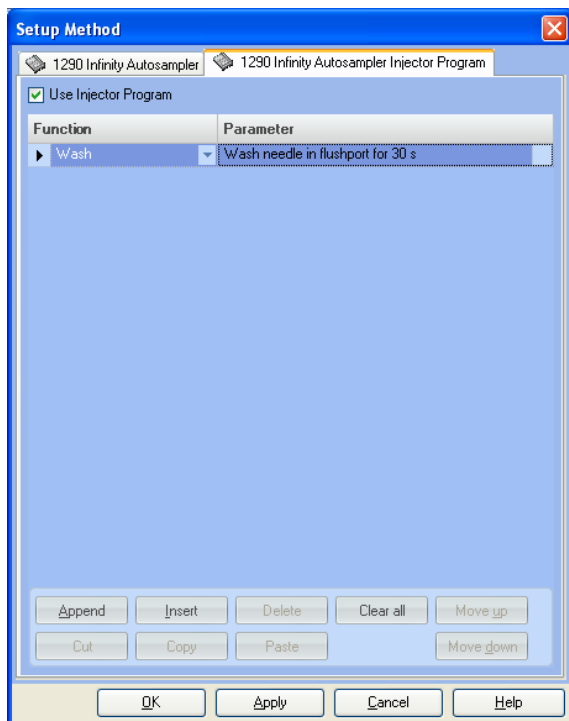 Setup Method
1290 Infinity Autosampler 1290 Infinity Autosampler Injector Program
Use Injector Program
Function Parameter
Wash Wash needle in flushport for 30 s
Append Insert Delete Clear all Move up
Cut Copy Paste Move down
OK Apply Cancel Help